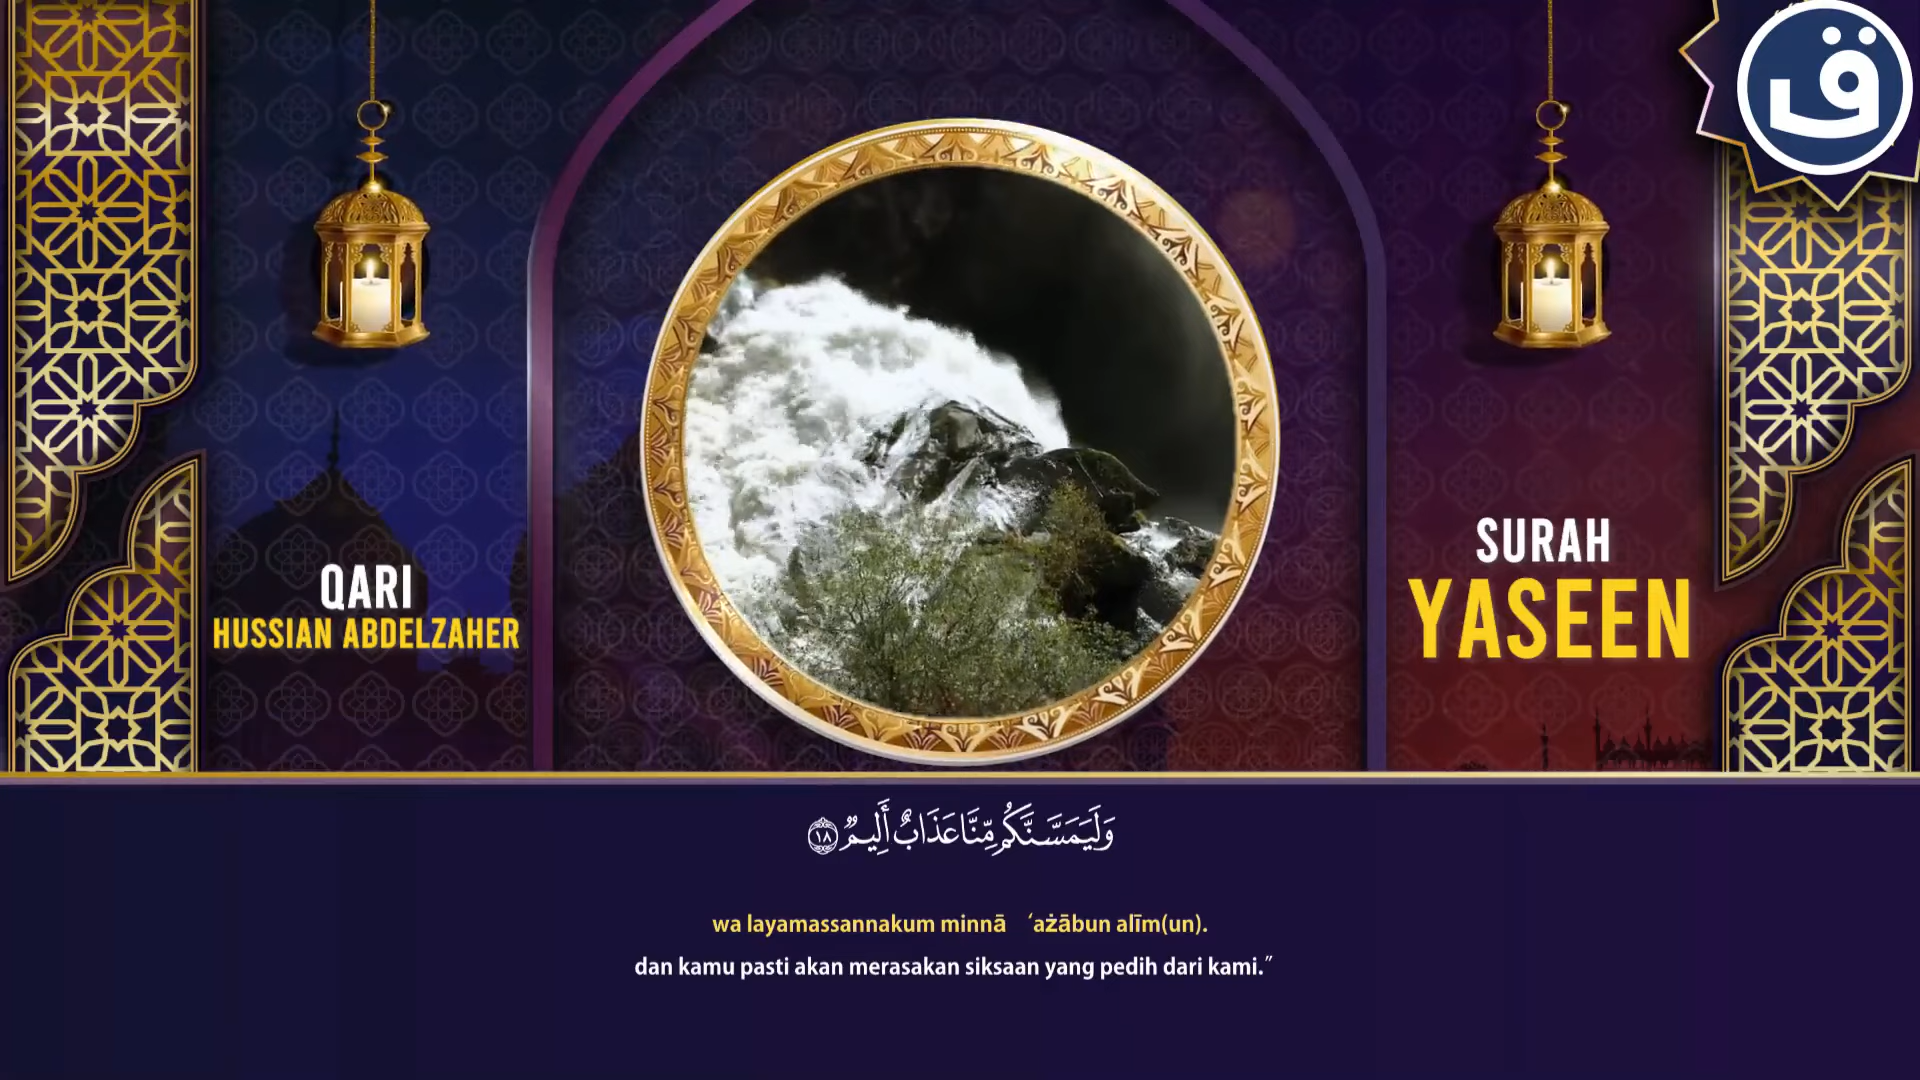 ق
QARI
HUSSIAN ABDELZAHER
SURAH
YASEEN
وَلَيَمَسَّنَّكُم مِّنَّا عَذَابٌ أَلِيمٌ ١٨
wa layamassannakum minnā ‘ażābun alīm(un).
dan kamu pasti akan merasakan siksaan yang pedih dari kami.”